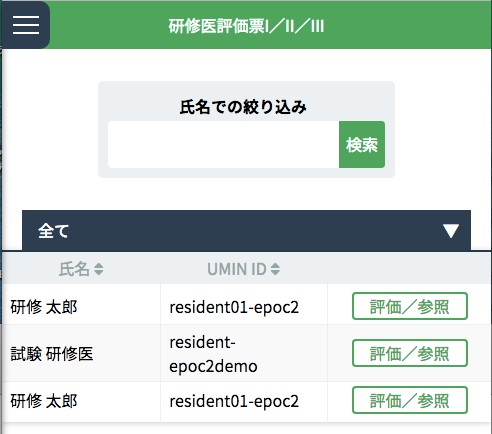 研修医評価票I／II／III
氏名での絞り込み
検索
全て ▼
氏名 UMIN ID
研修 太郎 resident01-epoc2 評価／参照
試験 研修医 resident-
epoc2demo 評価／参照
研修 太郎 resident01-epoc2 評価／参照